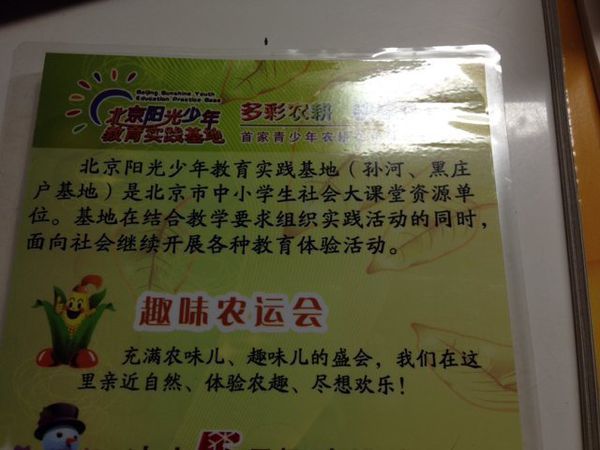 Beijing Sunshine Youth
Education Practice Base
北京阳光少年
教育实践基地
多彩农耕
首家青少年农耕
北京阳光少年教育实践基地（孙河、黑庄
户基地）是北京市中小学生社会大课堂资源单
位。基地在结合教学要求组织实践活动的同时，
面向社会继续开展各种教育体验活动。
趣味农运会
充满农味儿、趣味儿的盛会，我们在这
里亲近自然、体验农趣、尽想欢乐！